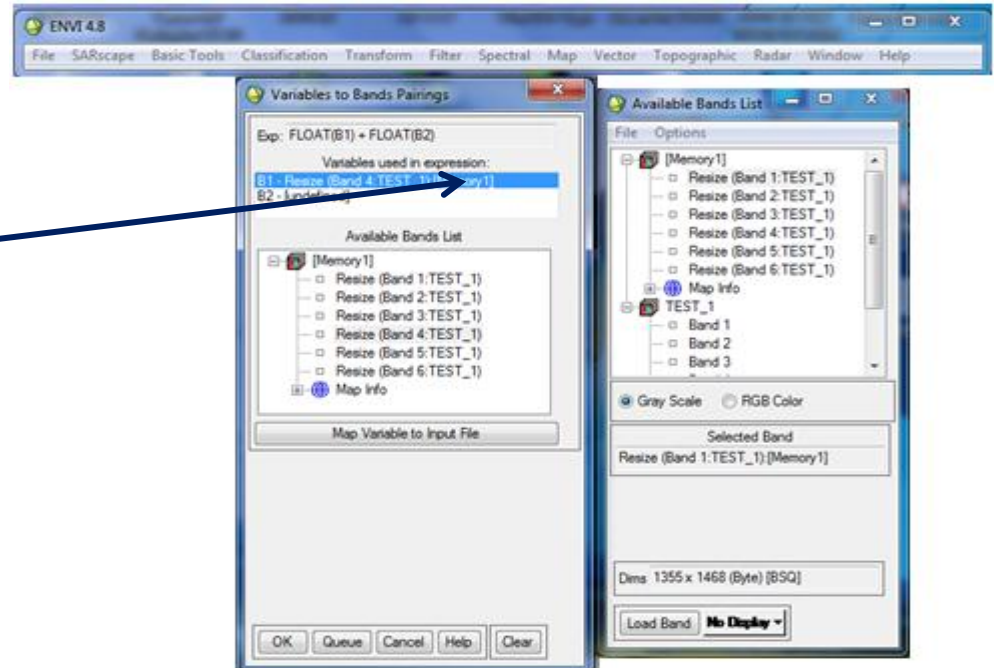 ENVI 4.8
File SARscape Basic Tools Classification Transform Filter Spectral Map Vector Topographic Radar Window Help
Variables to Bands Pairings
Exp: FLOAT(B1) + FLOAT(B2)
Variables used in expression:
B1 - Resize (Band 4:TEST_1):[Memory1]
B2 - [undefined]
Available Bands List
[Memory1]
Resize (Band 1:TEST_1)
Resize (Band 2:TEST_1)
Resize (Band 3:TEST_1)
Resize (Band 4:TEST_1)
Resize (Band 5:TEST_1)
Resize (Band 6:TEST_1)
Map Info
Map Variable to Input File
OK Queue Cancel Help Clear
Available Bands List
File Options
[Memory1]
Resize (Band 1:TEST_1)
Resize (Band 2:TEST_1)
Resize (Band 3:TEST_1)
Resize (Band 4:TEST_1)
Resize (Band 5:TEST_1)
Resize (Band 6:TEST_1)
Map Info
TEST_1
Band 1
Band 2
Band 3
Gray Scale RGB Color
Selected Band
Resize (Band 1:TEST_1):[Memory1]
Dims 1355 x 1468 (Byte) [BSQ]
Load Band No Display